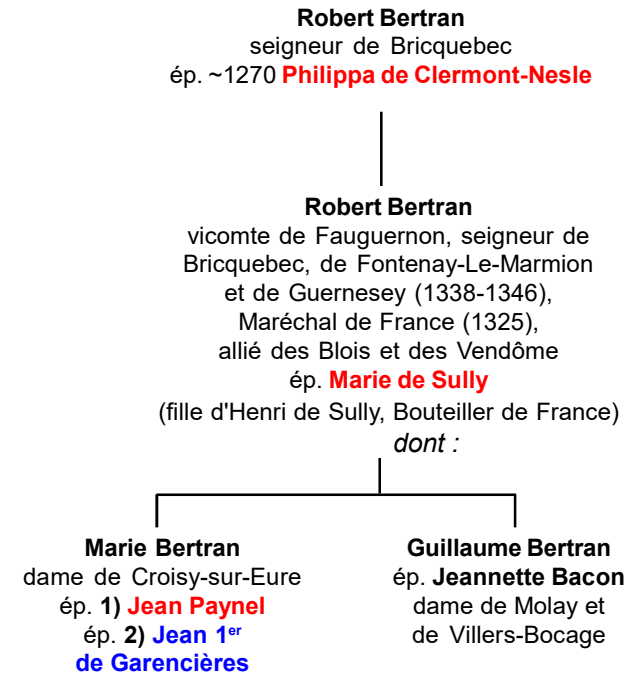 Robert Bertran
seigneur de Bricquebec
ép. ~1270 Philippa de Clermont-Nesle
Robert Bertran
vicomte de Fauguernon, seigneur de
Bricquebec, de Fontenay-Le-Marmion
et de Guernesey (1338-1346),
Maréchal de France (1325),
allié des Blois et des Vendôme
ép. Marie de Sully
(fille d'Henri de Sully, Bouteiller de France)
dont :
Marie Bertran
dame de Croisy-sur-Eure
ép. 1) Jean Paynel
ép. 2) Jean 1er
de Garencières
Guillaume Bertran
ép. Jeannette Bacon
dame de Molay et
de Villers-Bocage